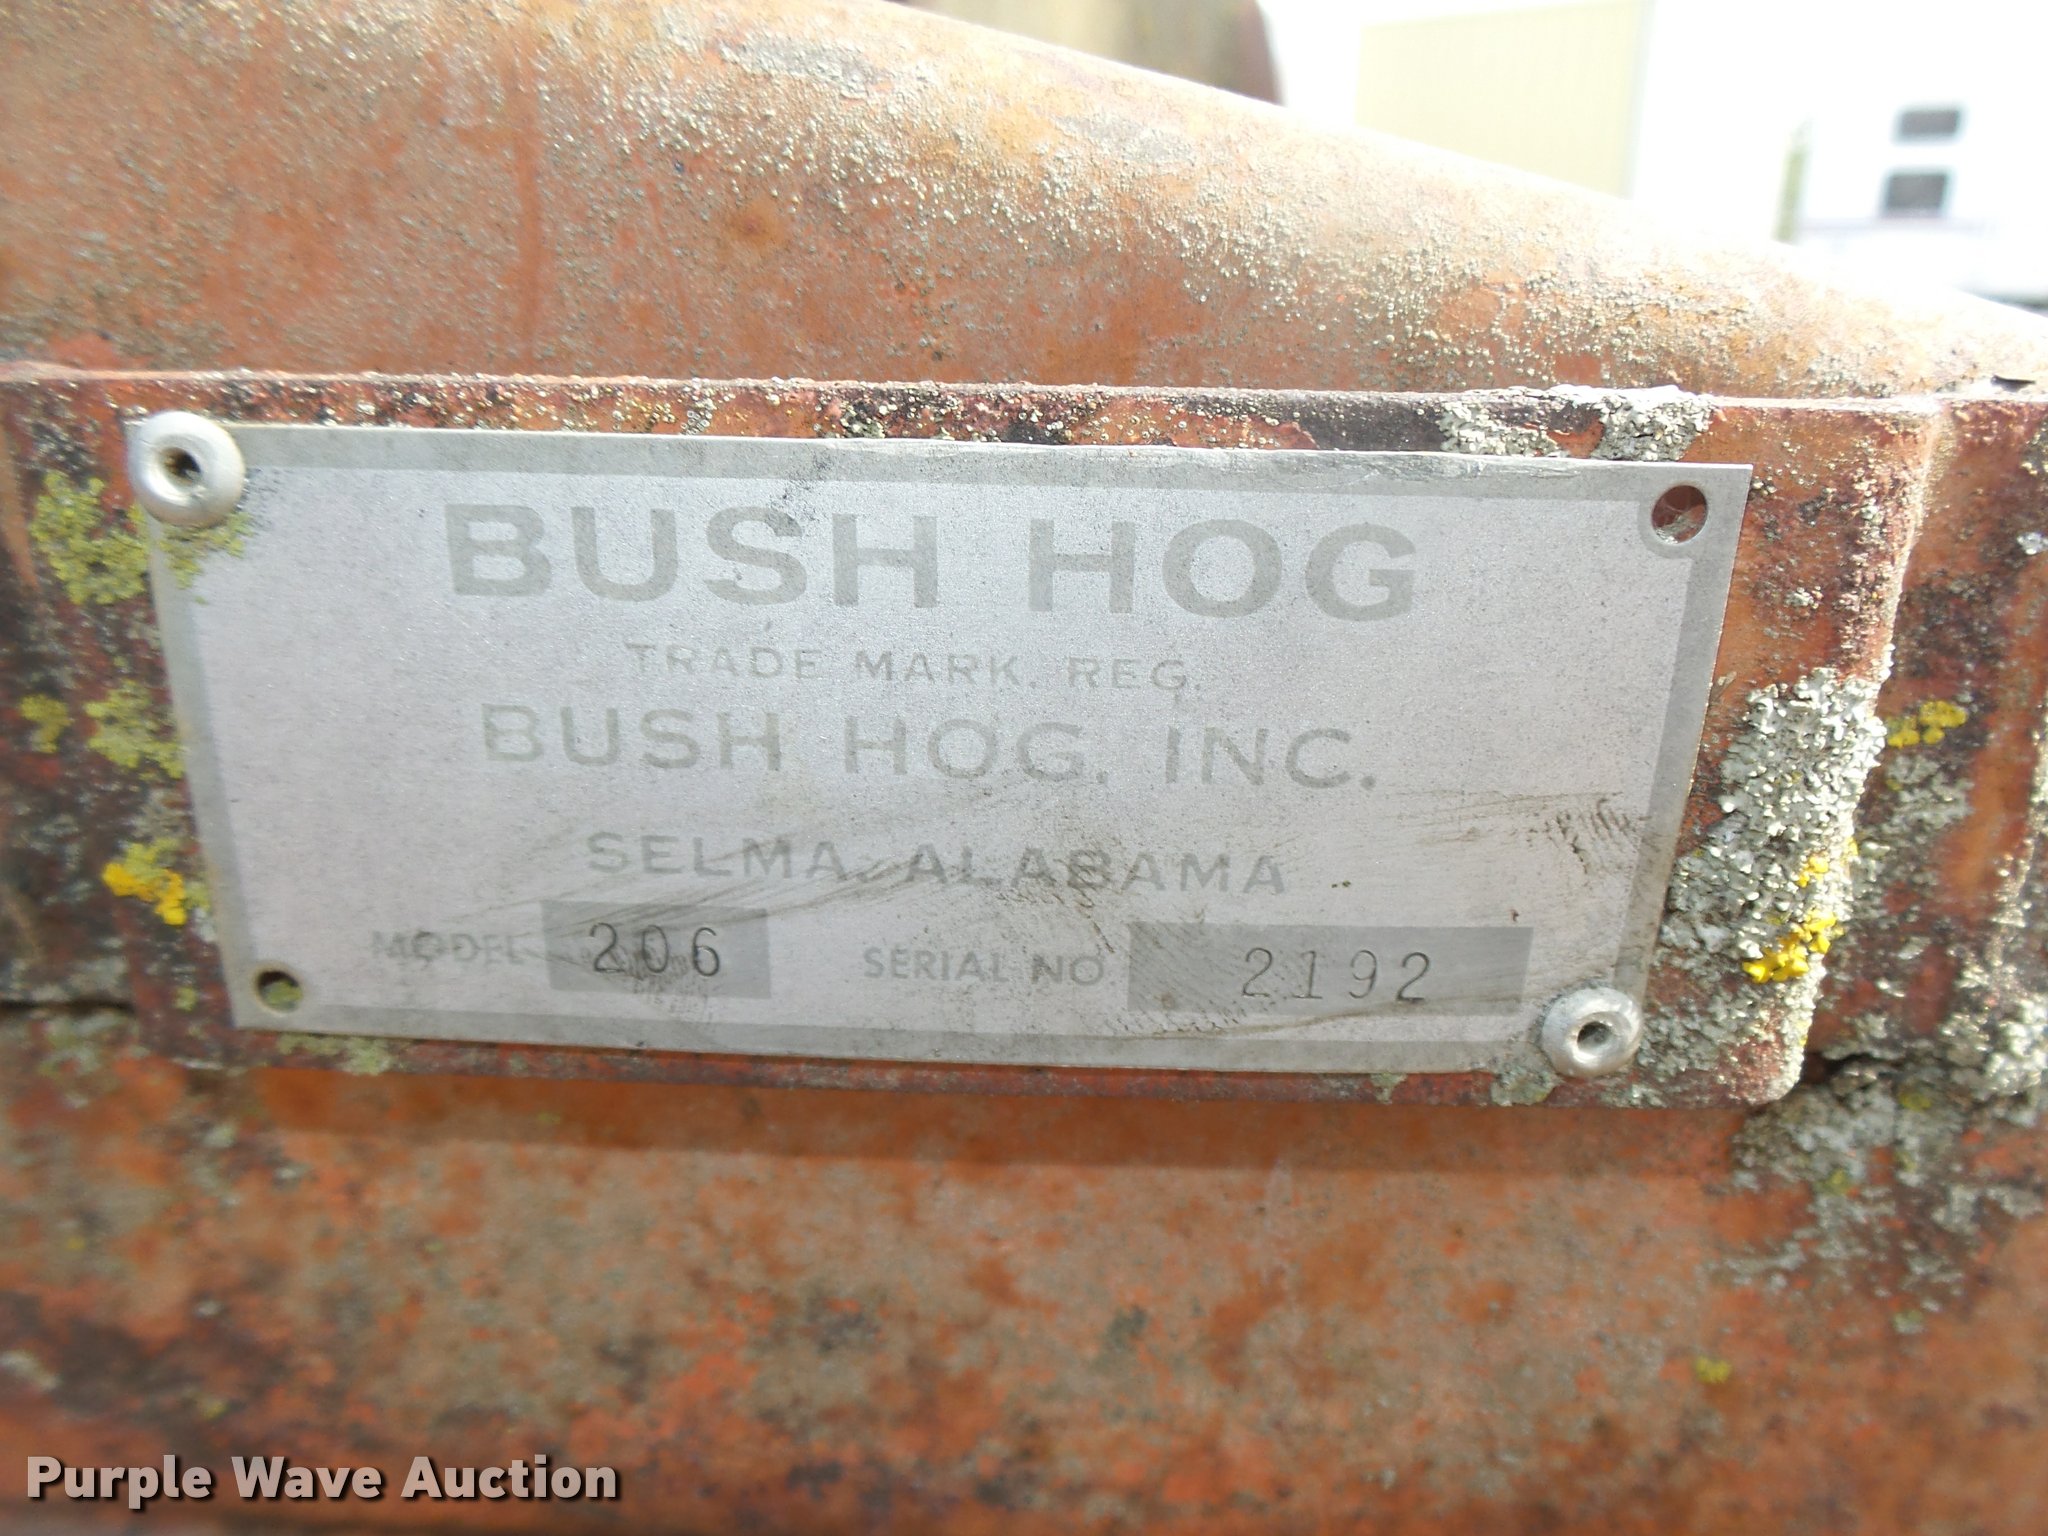 BUSH HOG
TRADE MARK. REG.
BUSH HOG, INC.
SELMA, ALABAMA
MODEL 206 SERIAL NO 2192
Purple Wave Auction